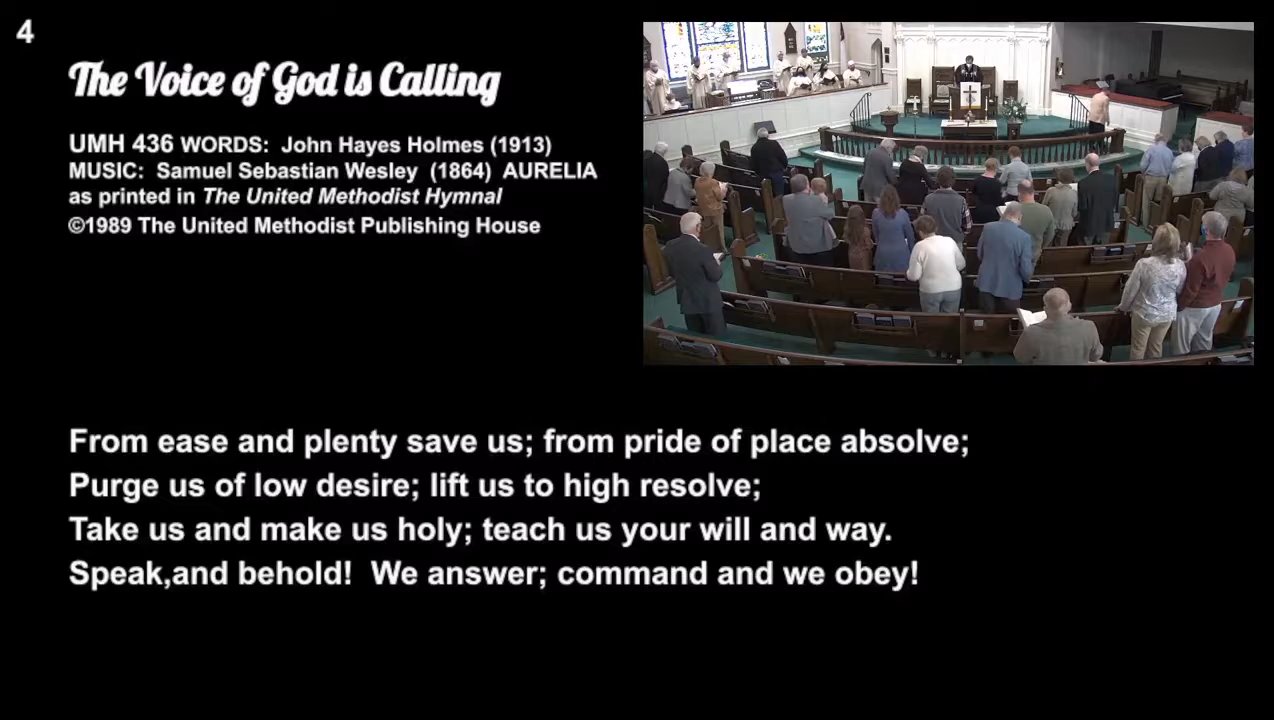 4
The Voice of God is Calling
UMH 436 WORDS:  John Hayes Holmes (1913)
MUSIC:  Samuel Sebastian Wesley  (1864)  AURELIA
as printed in The United Methodist Hymnal
©1989 The United Methodist Publishing House
From ease and plenty save us; from pride of place absolve;
Purge us of low desire; lift us to high resolve;
Take us and make us holy; teach us your will and way.
Speak,and behold!  We answer; command and we obey!